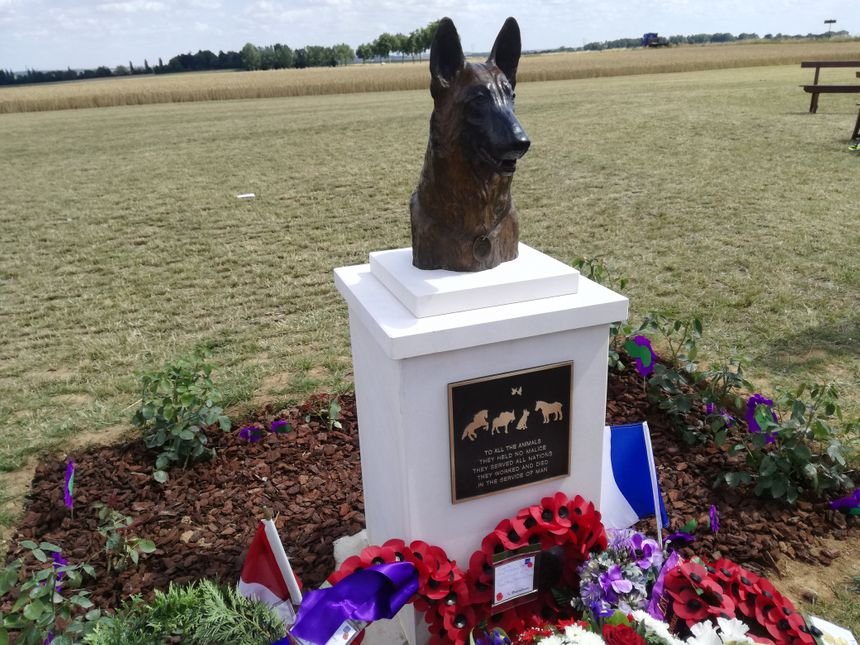 TO ALL THE ANIMALS
THEY HELD NO MALICE
THEY SERVED ALL NATIONS
THEY WORKED AND DIED
IN THE SERVICE OF MAN